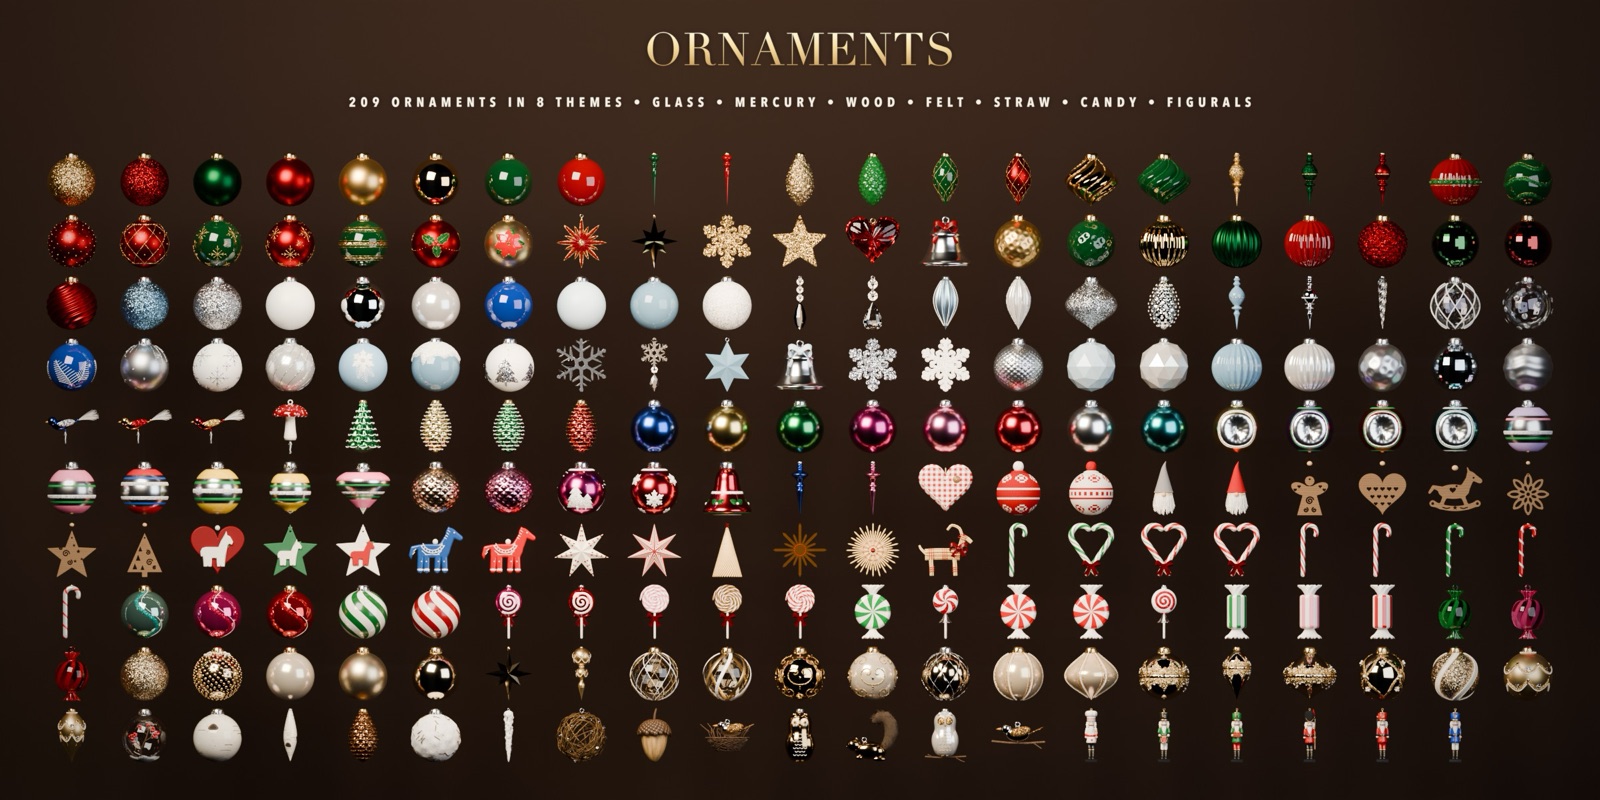 ORNAMENTS
209 ORNAMENTS IN 8 THEMES • GLASS • MERCURY • WOOD • FELT • STRAW • CANDY • FIGURALS